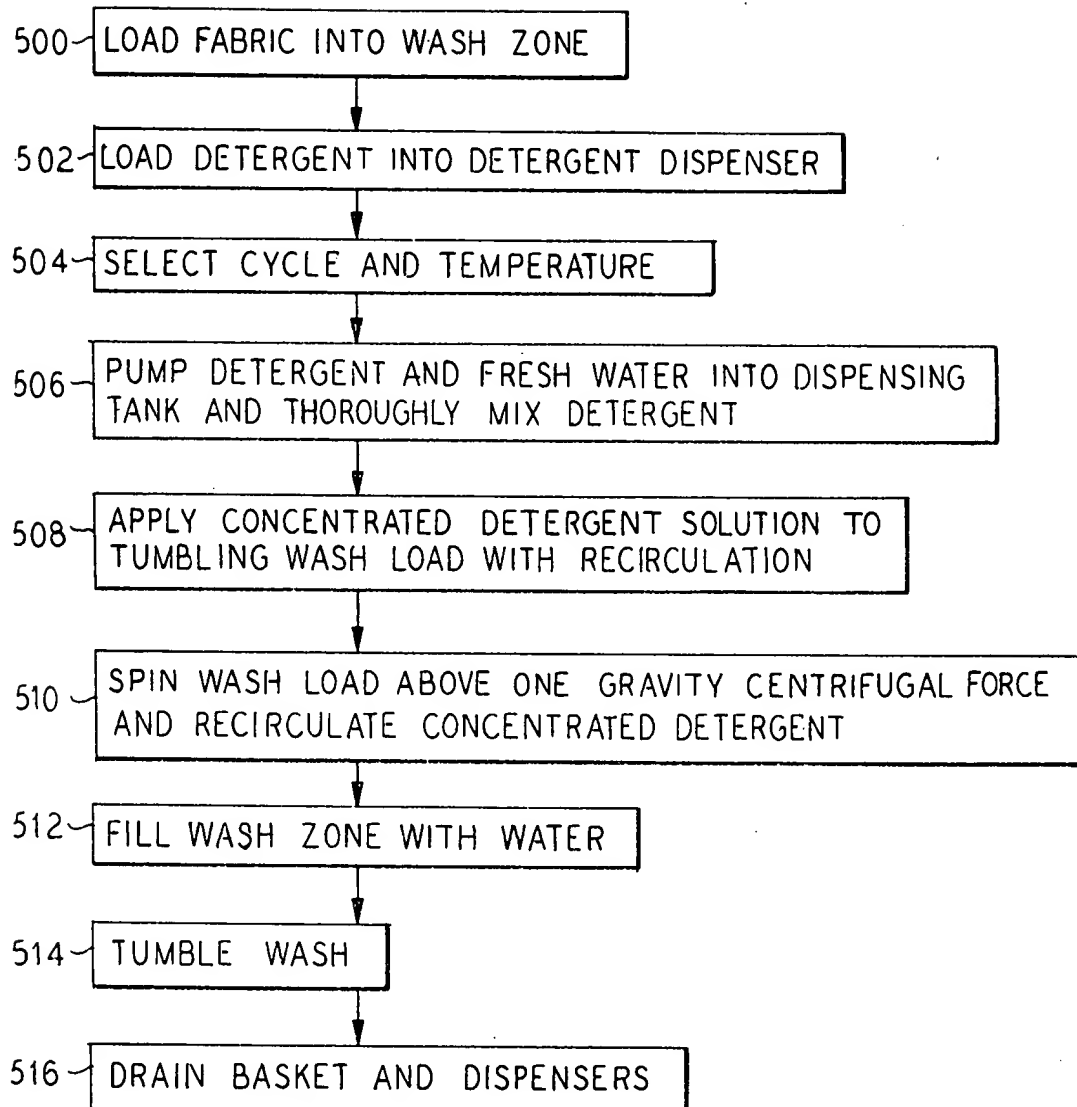 500 LOAD FABRIC INTO WASH ZONE
502 LOAD DETERGENT INTO DETERGENT DISPENSER
504 SELECT CYCLE AND TEMPERATURE
506 PUMP DETERGENT AND FRESH WATER INTO DISPENSING
TANK AND THOROUGHLY MIX DETERGENT
508 APPLY CONCENTRATED DETERGENT SOLUTION TO
TUMBLING WASH LOAD WITH RECIRCULATION
510 SPIN WASH LOAD ABOVE ONE GRAVITY CENTRIFUGAL FORCE
AND RECIRCULATE CONCENTRATED DETERGENT
512 FILL WASH ZONE WITH WATER
514 TUMBLE WASH
516 DRAIN BASKET AND DISPENSERS